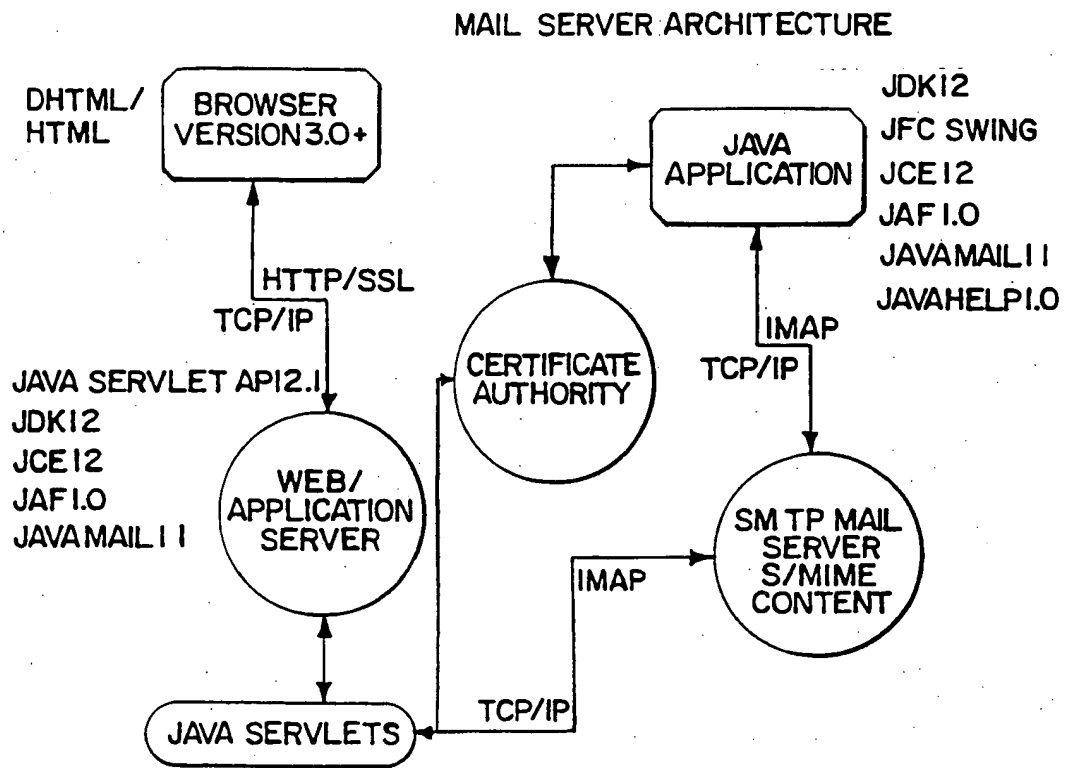 MAIL SERVER ARCHITECTURE
DHTML/
HTML
BROWSER
VERSION 3.0+
JAVA
APPLICATION
JDK12
JFC SWING
JCE12
JAF1.0
JAVAMAIL11
JAVAHELP1.0
HTTP/SSL
TCP/IP
IMAP
TCP/IP
CERTIFICATE
AUTHORITY
JAVA SERVLET API2.1
JDK12
JCE12
JAF1.0
JAVAMAIL11
WEB/
APPLICATION
SERVER
SMTP MAIL
SERVER
S/MIME
CONTENT
IMAP
TCP/IP
JAVA SERVLETS